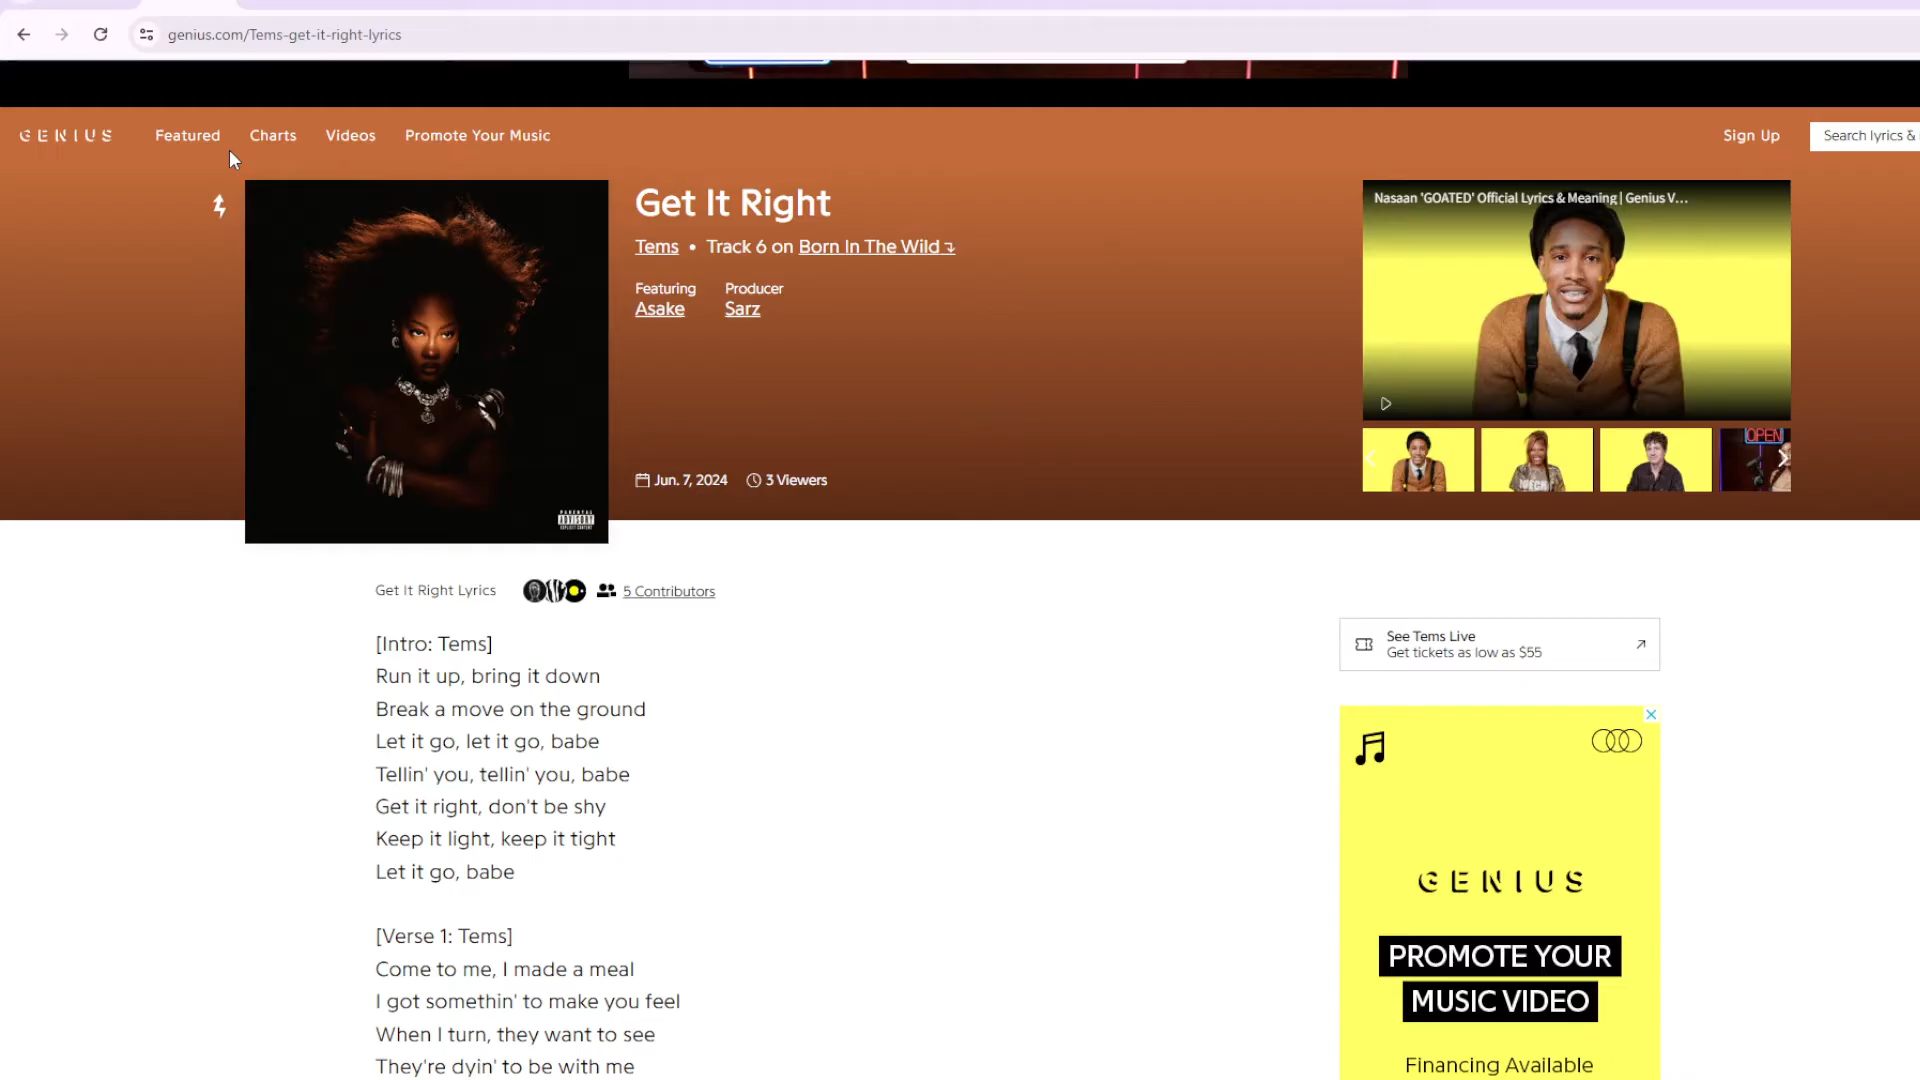 genius.com/Tems-get-it-right-lyrics
GENIUS
Featured
Charts
Videos
Promote Your Music
Sign Up
Search lyrics &
Get It Right
Tems • Track 6 on Born In The Wild
Featuring
Asake
Producer
Sarz
Jun. 7, 2024
3 Viewers
PARENTAL
ADVISORY
EXPLICIT CONTENT
Nasaan 'GOATED' Official Lyrics & Meaning | Genius V...
OPEN
Get It Right Lyrics
5 Contributors
[Intro: Tems]
Run it up, bring it down
Break a move on the ground
Let it go, let it go, babe
Tellin' you, tellin' you, babe
Get it right, don't be shy
Keep it light, keep it tight
Let it go, babe
[Verse 1: Tems]
Come to me, I made a meal
I got somethin' to make you feel
When I turn, they want to see
They're dyin' to be with me
See Tems Live
Get tickets as low as $55
GENIUS
PROMOTE YOUR
MUSIC VIDEO
Financing Available